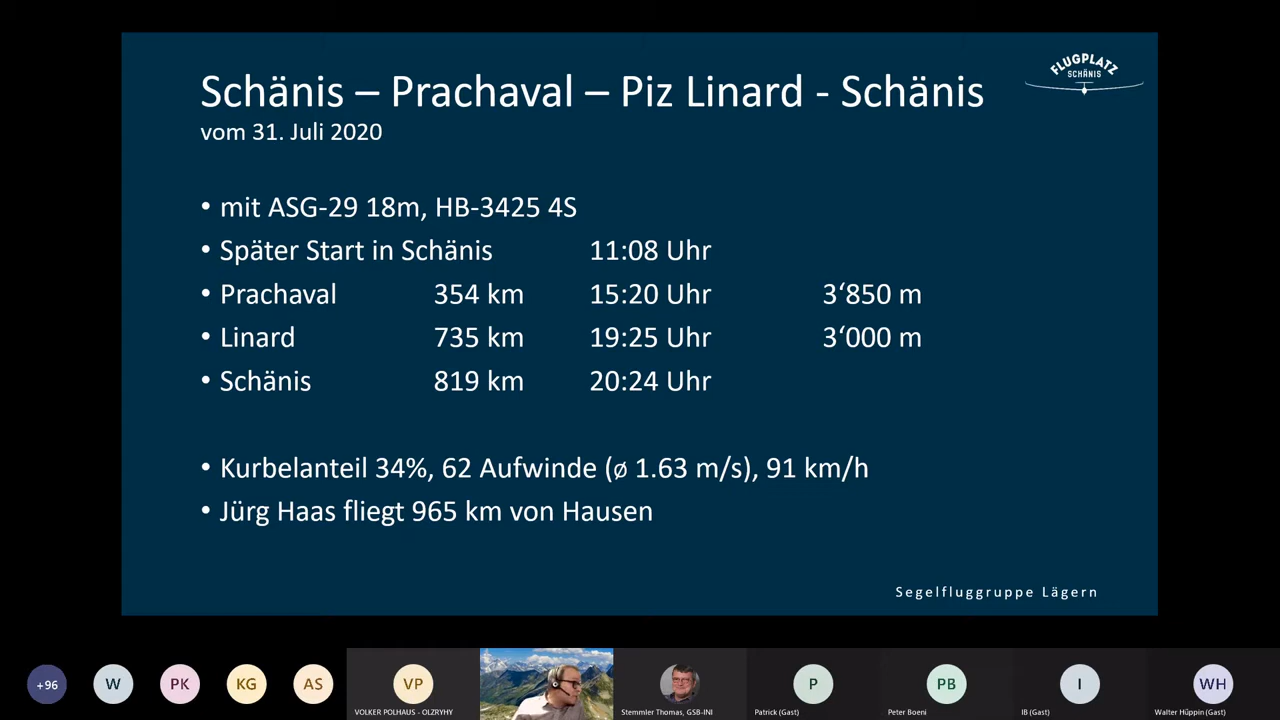 FLUGPLATZ
SCHÄNIS
Schänis – Prachaval – Piz Linard - Schänis
vom 31. Juli 2020
• mit ASG-29 18m, HB-3425 4S
• Später Start in Schänis 11:08 Uhr
• Prachaval 354 km 15:20 Uhr 3‘850 m
• Linard 735 km 19:25 Uhr 3‘000 m
• Schänis 819 km 20:24 Uhr
• Kurbelanteil 34%, 62 Aufwinde (ø 1.63 m/s), 91 km/h
• Jürg Haas fliegt 965 km von Hausen
Segelfluggruppe Lägern
+96 W PK KG AS VP P PB I WH
VOLKER POLHAUS - OLZRYHY Stemmler Thomas, GSB-INI Patrick (Gast) Peter Boeni IB (Gast) Walter Hüppin (Gast)